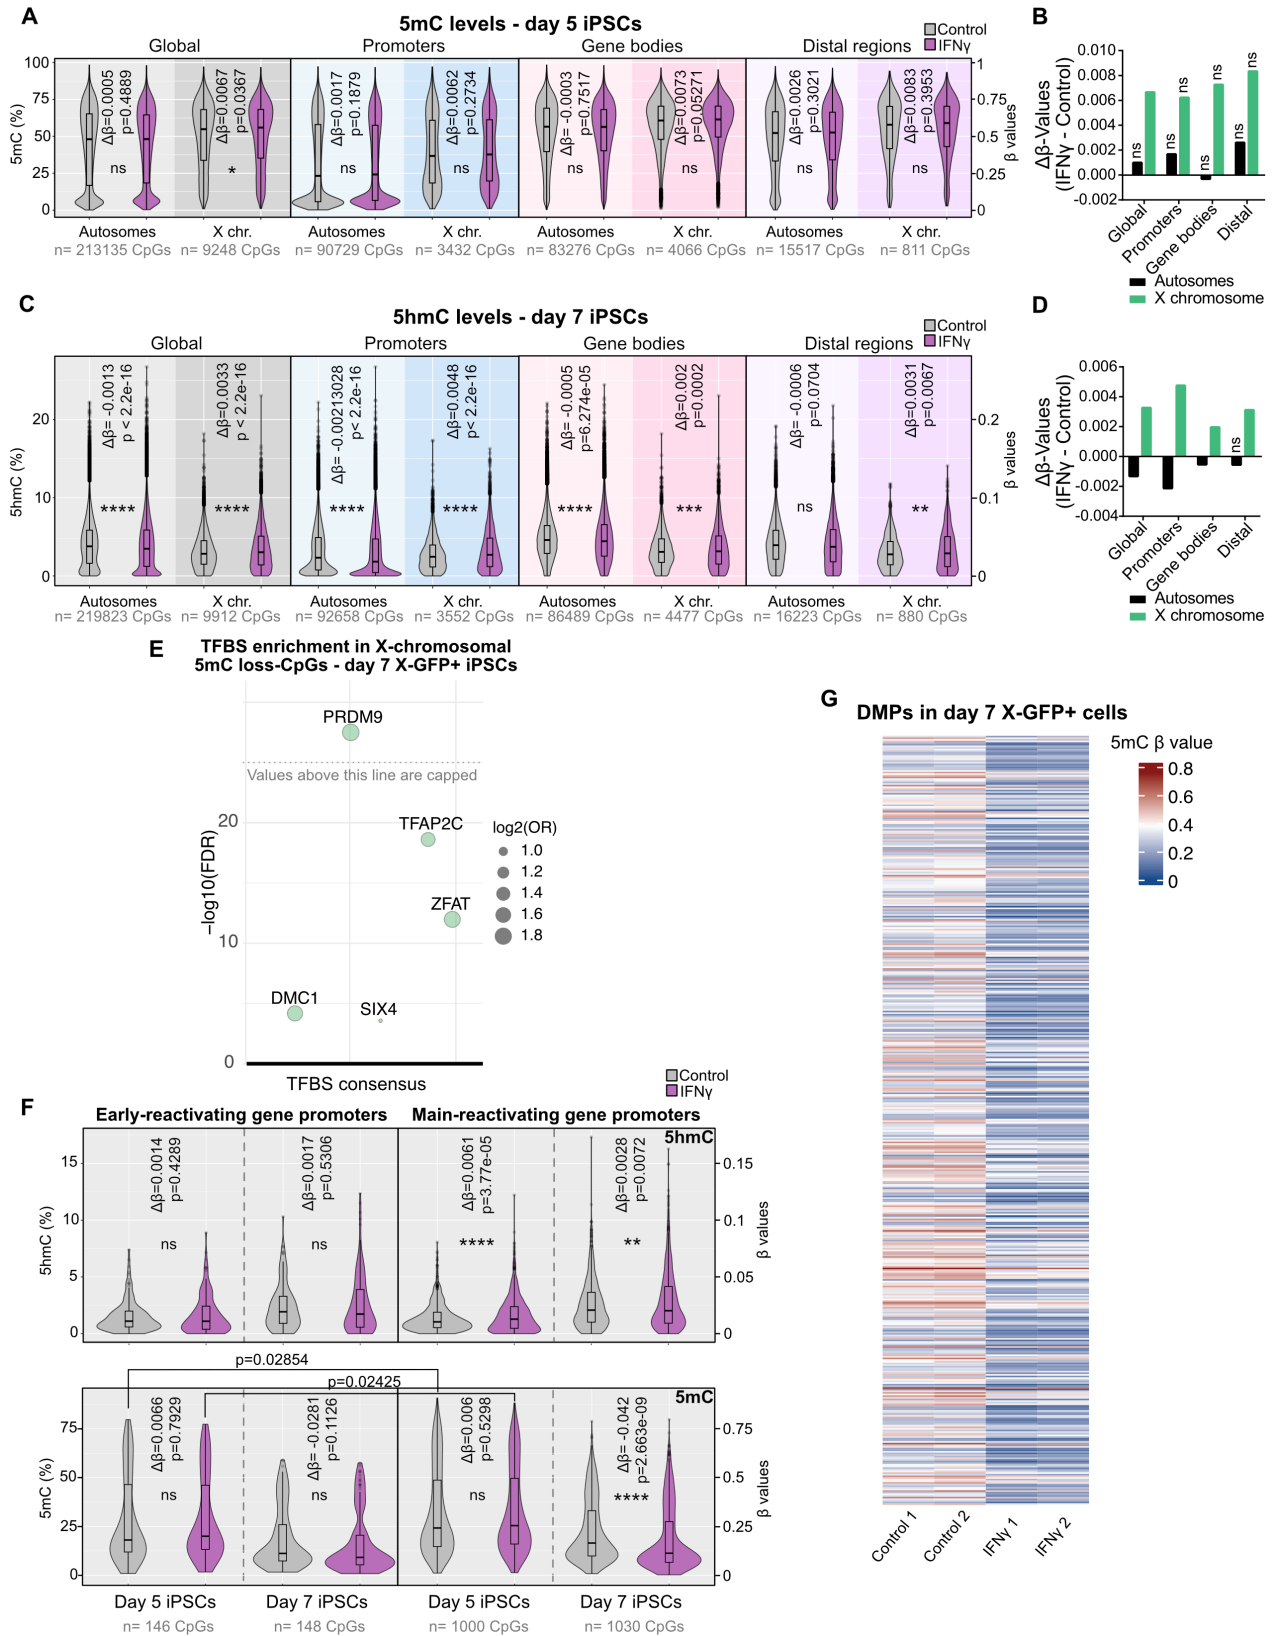 A
5mC levels - day 5 iPSCs
Control
IFNγ
Global
Promoters
Gene bodies
Distal regions
5mC (%)
100
75
50
25
0
Δβ=0.0005
p=0.4889
ns
Δβ=0.0067
p=0.0367
*
Δβ=0.0017
p=0.1879
ns
Δβ=0.0062
p=0.2734
ns
Δβ= -0.0003
p=0.7517
ns
Δβ=0.0073
p=0.05271
ns
Δβ=0.0026
p=0.3021
ns
Δβ=0.0083
p=0.3953
ns
1
0.75
0.5
0.25
0
β values
Autosomes
X chr.
Autosomes
X chr.
Autosomes
X chr.
Autosomes
X chr.
n= 213135 CpGs
n= 9248 CpGs
n= 90729 CpGs
n= 3432 CpGs
n= 83276 CpGs
n= 4066 CpGs
n= 15517 CpGs
n= 811 CpGs
B
Δβ-Values
(IFNγ - Control)
0.010
0.008
0.006
0.004
0.002
0.000
-0.002
ns
ns
ns
ns
ns
ns
ns
Global
Promoters
Gene bodies
Distal
Autosomes
X chromosome
C
5hmC levels - day 7 iPSCs
Control
IFNγ
Global
Promoters
Gene bodies
Distal regions
5hmC (%)
20
10
0
Δβ= -0.0013
p < 2.2e-16
****
Δβ=0.0033
p < 2.2e-16
****
Δβ= -0.00213028
p< 2.2e-16
****
Δβ=0.0048
p< 2.2e-16
****
Δβ= -0.0005
p=6.274e-05
****
Δβ=0.002
p=0.0002
***
Δβ= -0.0006
p=0.0704
ns
Δβ=0.0031
p=0.0067
**
0.2
0.1
0
β values
Autosomes
X chr.
Autosomes
X chr.
Autosomes
X chr.
Autosomes
X chr.
n= 219823 CpGs
n= 9912 CpGs
n= 92658 CpGs
n= 3552 CpGs
n= 86489 CpGs
n= 4477 CpGs
n= 16223 CpGs
n= 880 CpGs
D
Δβ-Values
(IFNγ - Control)
0.006
0.004
0.002
0.000
-0.002
-0.004
ns
Global
Promoters
Gene bodies
Distal
Autosomes
X chromosome
E
TFBS enrichment in X-chromosomal
5mC loss-CpGs - day 7 X-GFP+ iPSCs
−log10(FDR)
20
10
0
PRDM9
Values above this line are capped
TFAP2C
ZFAT
DMC1
SIX4
TFBS consensus
log2(OR)
1.0
1.2
1.4
1.6
1.8
F
Control
IFNγ
Early-reactivating gene promoters
Main-reactivating gene promoters
5hmC
5hmC (%)
15
10
5
0
Δβ=0.0014
p=0.4289
ns
Δβ=0.0017
p=0.5306
ns
Δβ=0.0061
p=3.77e-05
****
Δβ=0.0028
p=0.0072
**
0.15
0.1
0.05
0
β values
p=0.02854
p=0.02425
5mC
5mC (%)
75
50
25
0
Δβ=0.0066
p=0.7929
ns
Δβ= -0.0281
p=0.1126
ns
Δβ=0.006
p=0.5298
ns
Δβ= -0.042
p=2.663e-09
****
0.75
0.5
0.25
0
β values
Day 5 iPSCs
Day 7 iPSCs
Day 5 iPSCs
Day 7 iPSCs
n= 146 CpGs
n= 148 CpGs
n= 1000 CpGs
n= 1030 CpGs
G
DMPs in day 7 X-GFP+ cells
5mC β value
0.8
0.6
0.4
0.2
0
Control 1
Control 2
IFNγ 1
IFNγ 2